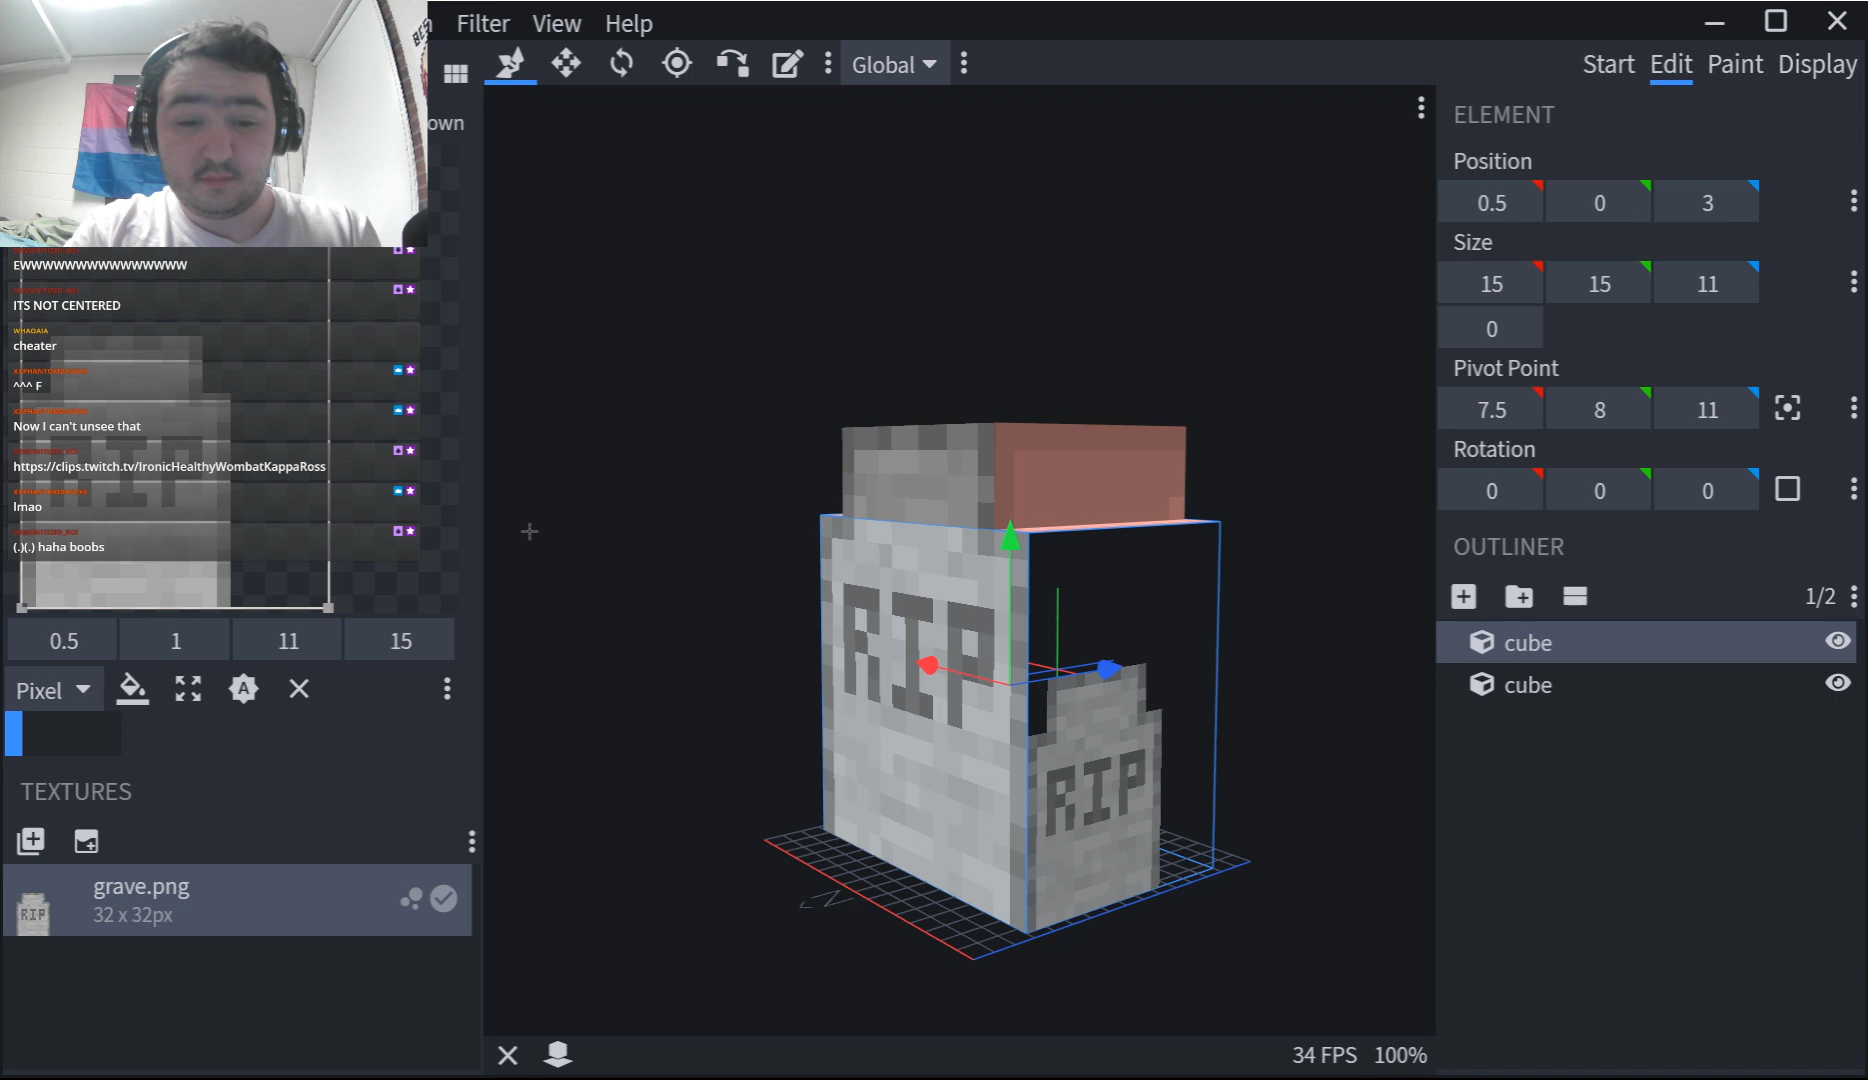 Filter View Help
Global
Start Edit Paint Display
own
ELEMENT
Position
0.5 0 3
Size
15 15 11
0
Pivot Point
7.5 8 11
Rotation
0 0 0
OUTLINER
1/2
cube
cube
EWWWWWWWWWWWWWWW
ITS NOT CENTERED
WHAOAIA
cheater
^^^ F
Now I can't unsee that
https://clips.twitch.tv/IronicHealthyWombatKappaRoss
lmao
(.)(.) haha boobs
RIP
0.5 1 11 15
Pixel
A
TEXTURES
grave.png
32 x 32px
RIP
RIP
RIP
N
34 FPS 100%